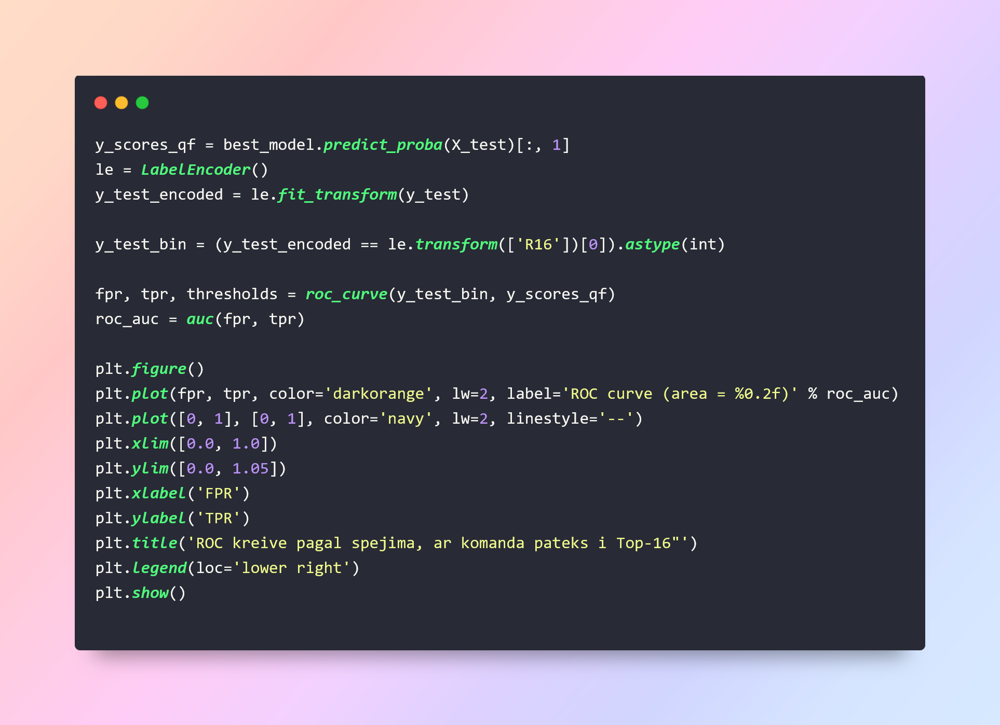 y_scores_qf = best_model.predict_proba(X_test)[:, 1]
le = LabelEncoder()
y_test_encoded = le.fit_transform(y_test)
y_test_bin = (y_test_encoded == le.transform(['R16'])[0]).astype(int)
fpr, tpr, thresholds = roc_curve(y_test_bin, y_scores_qf)
roc_auc = auc(fpr, tpr)
plt.figure()
plt.plot(fpr, tpr, color='darkorange', lw=2, label='ROC curve (area = %0.2f)' % roc_auc)
plt.plot([0, 1], [0, 1], color='navy', lw=2, linestyle='--')
plt.xlim([0.0, 1.0])
plt.ylim([0.0, 1.05])
plt.xlabel('FPR')
plt.ylabel('TPR')
plt.title('ROC kreive pagal spejima, ar komanda pateks i Top-16"')
plt.legend(loc='lower right')
plt.show()